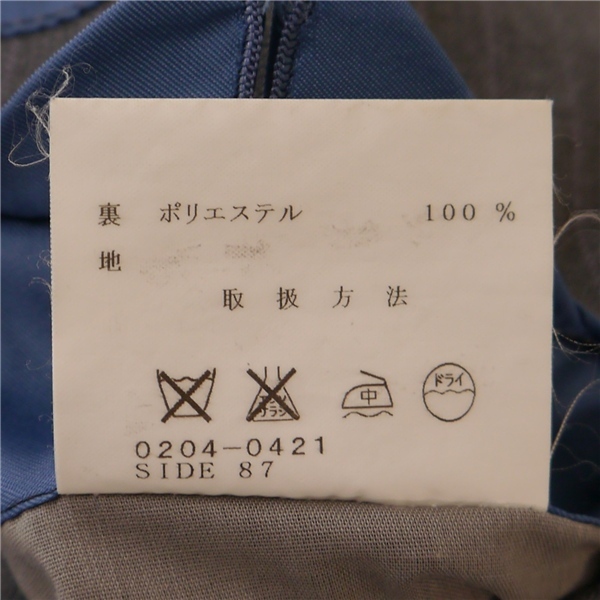 裏 ポリエステル 100 %
地
取 扱 方 法
中 ドライ
0204-0421
SIDE 87